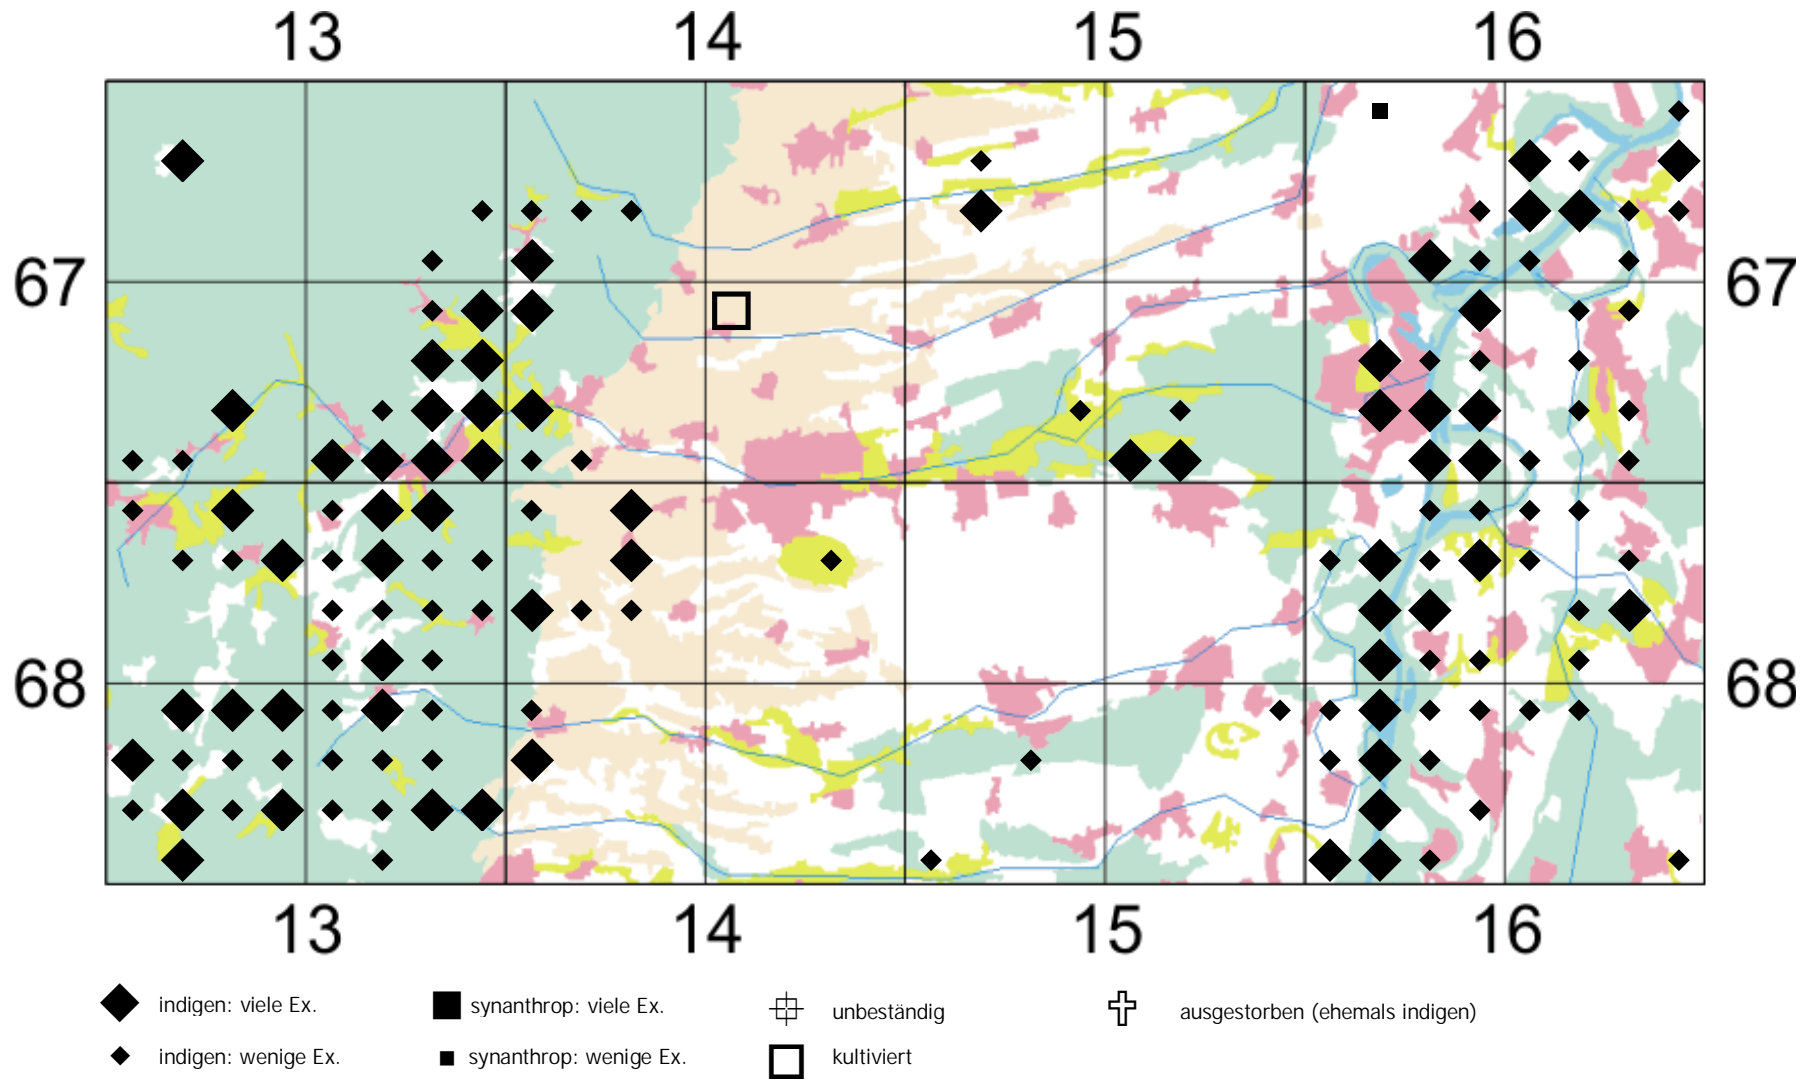 13 14 15 16
67 67
68 68
13 14 15 16
indigen: viele Ex. synanthrop: viele Ex. unbeständig ausgestorben (ehemals indigen)
indigen: wenige Ex. synanthrop: wenige Ex. kultiviert